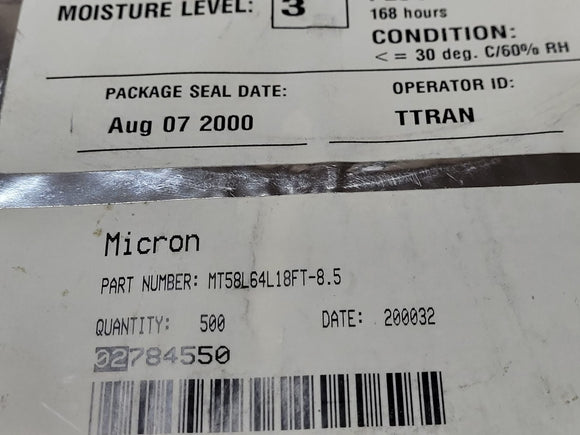 MOISTURE LEVEL: 3
168 hours
CONDITION:
< = 30 deg. C/60% RH
PACKAGE SEAL DATE:
OPERATOR ID:
Aug 07 2000
TTRAN
Micron
PART NUMBER: MT58L64L18FT-8.5
QUANTITY: 500 DATE: 200032
02784550